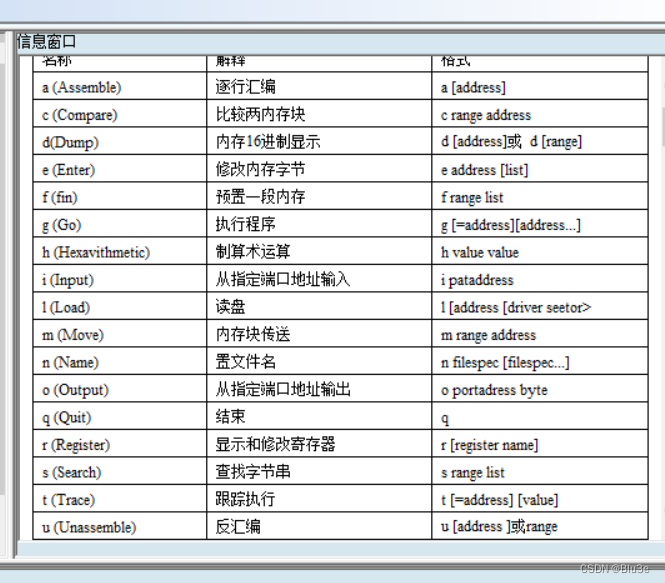 信息窗口
名称 解释 格式
a (Assemble) 逐行汇编 a [address]
c (Compare) 比较两内存块 c range address
d(Dump) 内存16进制显示 d [address]或 d [range]
e (Enter) 修改内存字节 e address [list]
f (fin) 预置一段内存 f range list
g (Go) 执行程序 g [=address][address...]
h (Hexavithmetic) 制算术运算 h value value
i (Input) 从指定端口地址输入 i pataddress
l (Load) 读盘 l [address [driver seetor>
m (Move) 内存块传送 m range address
n (Name) 置文件名 n filespec [filespec...]
o (Output) 从指定端口地址输出 o portadress byte
q (Quit) 结束 q
r (Register) 显示和修改寄存器 r [register name]
s (Search) 查找字节串 s range list
t (Trace) 跟踪执行 t [=address] [value]
u (Unassemble) 反汇编 u [address ]或range
CSDN @Blu3e